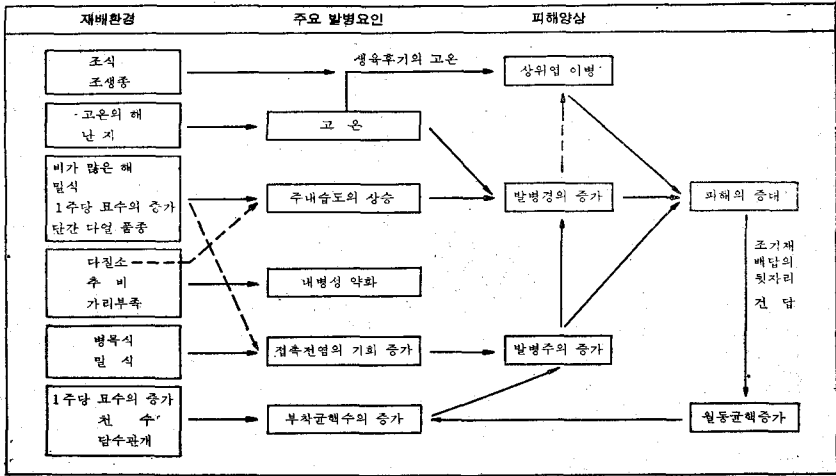 재배환경 주요 발병요인 피해양상
조식
조생종
생육후기의 고온
상위엽 이병
고온의 해
난지
고온
비가 많은 해
밀식
1주당 묘수의 증가
단간 다얼 품종
주내습도의 상승
발병경의 증가
피해의 증대
다질소
추비
가리부족
내병성 약화
조기재
배답의
뒷자리
건답
병목식
밀식
접촉전염의 기회 증가
발병주의 증가
1주당 묘수의 증가
천수
담수관개
부착균핵수의 증가
월동균핵증가